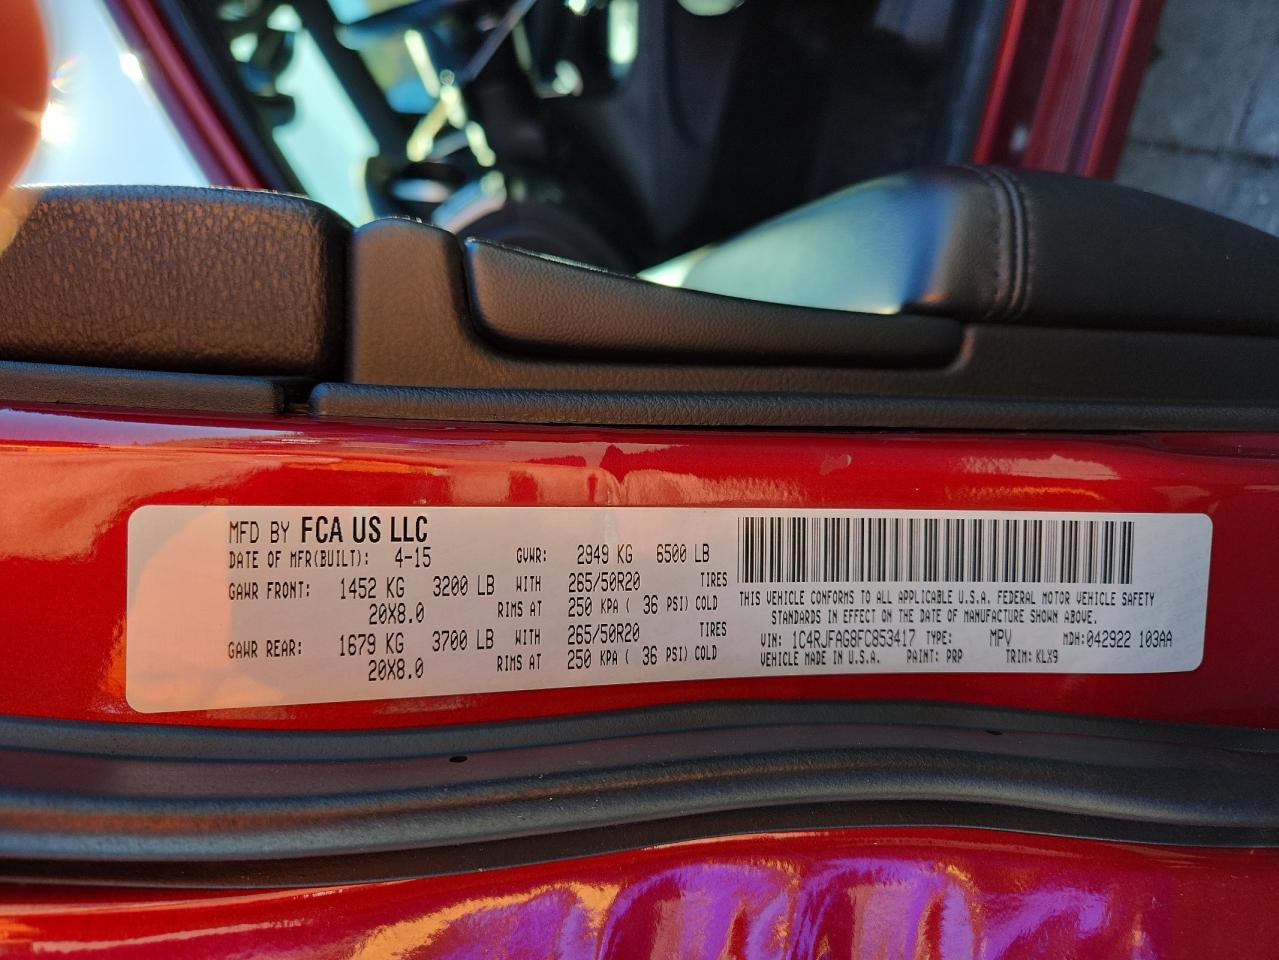 MFD BY FCA US LLC
DATE OF MFR(BUILT): 4-15 GVWR: 2949 KG 6500 LB
GAWR FRONT: 1452 KG 3200 LB WITH 265/50R20 TIRES
20X8.0 RIMS AT 250 KPA ( 36 PSI) COLD
GAWR REAR: 1679 KG 3700 LB WITH 265/50R20 TIRES
20X8.0 RIMS AT 250 KPA ( 36 PSI) COLD
THIS VEHICLE CONFORMS TO ALL APPLICABLE U.S.A. FEDERAL MOTOR VEHICLE SAFETY
STANDARDS IN EFFECT ON THE DATE OF MANUFACTURE SHOWN ABOVE.
VIN: 1C4RJFAG8FC853417 TYPE: MPV MDH: 042922 103AA
VEHICLE MADE IN U.S.A. PAINT: PRP TRIM: KLX9